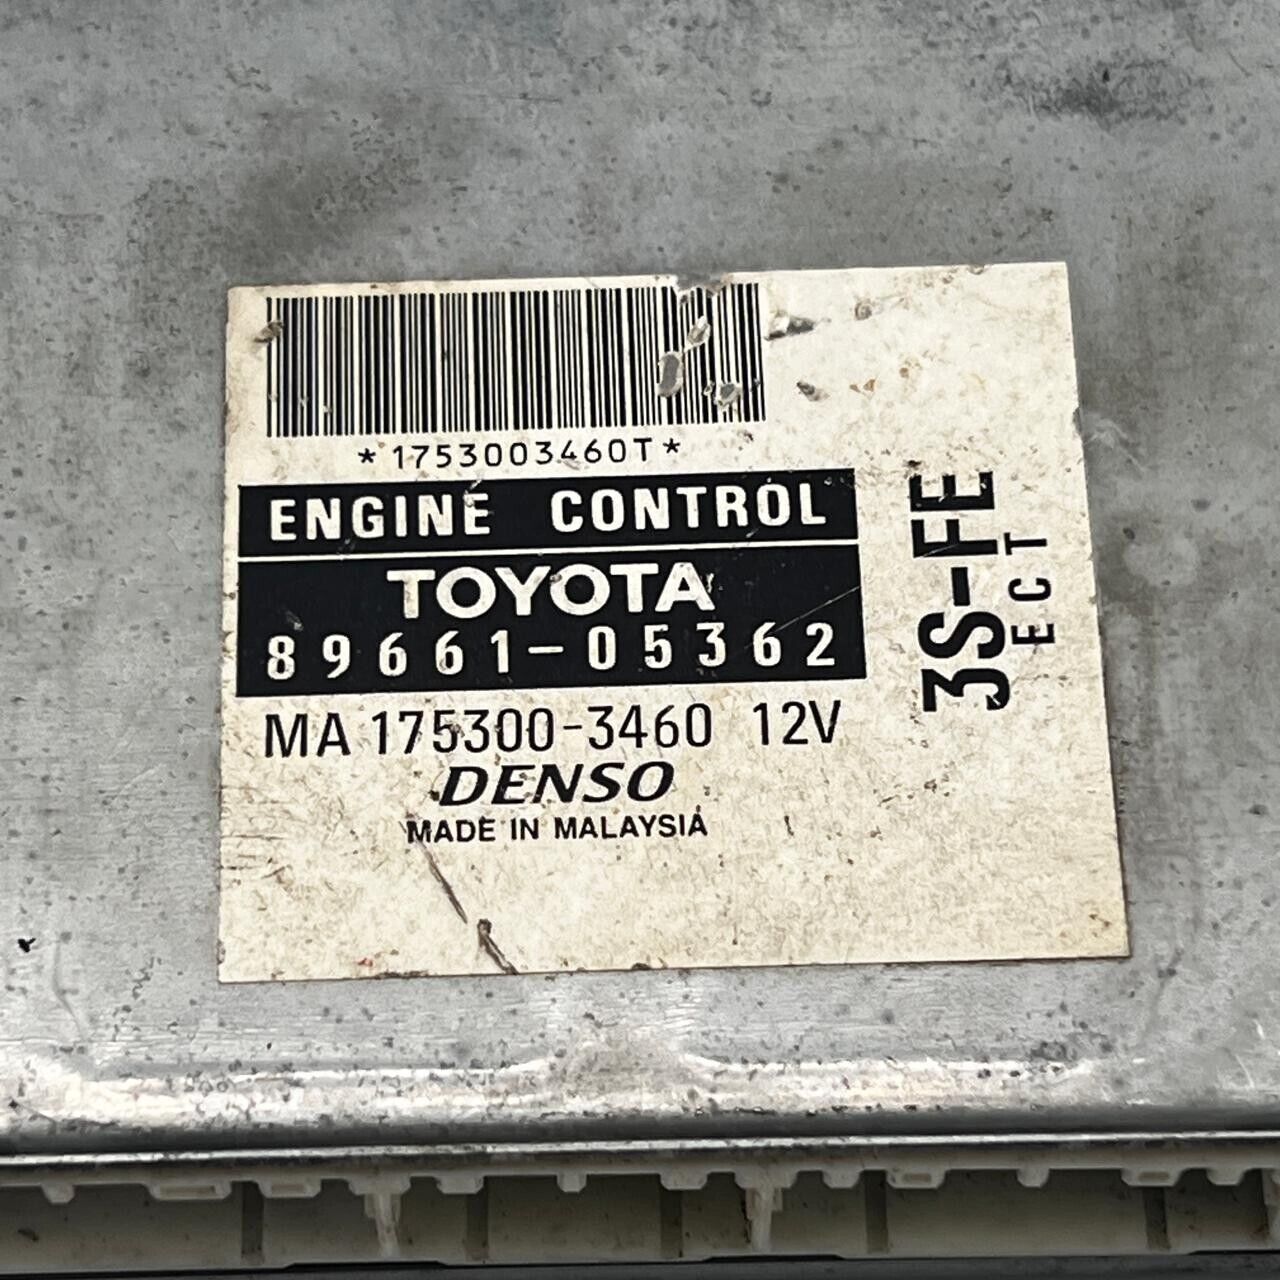 *1753003460T*
ENGINE CONTROL
TOYOTA
89661-05362
MA 175300-3460 12V
DENSO
MADE IN MALAYSIA
3S-FE
ECT